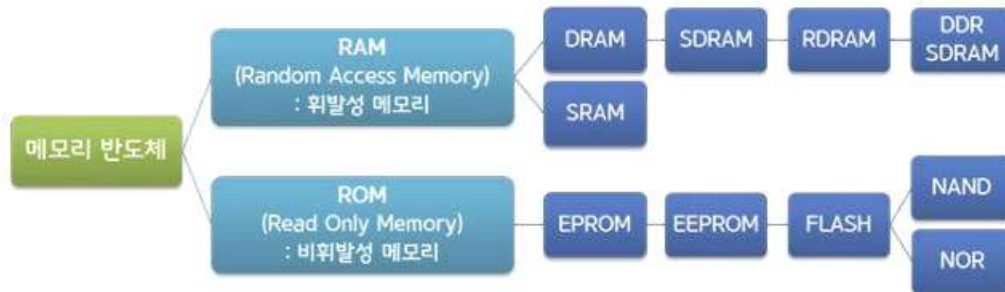 메모리 반도체
RAM
(Random Access Memory)
: 휘발성 메모리
DRAM
SDRAM
RDRAM
DDR
SDRAM
SRAM
ROM
(Read Only Memory)
: 비휘발성 메모리
EPROM
EEPROM
FLASH
NAND
NOR